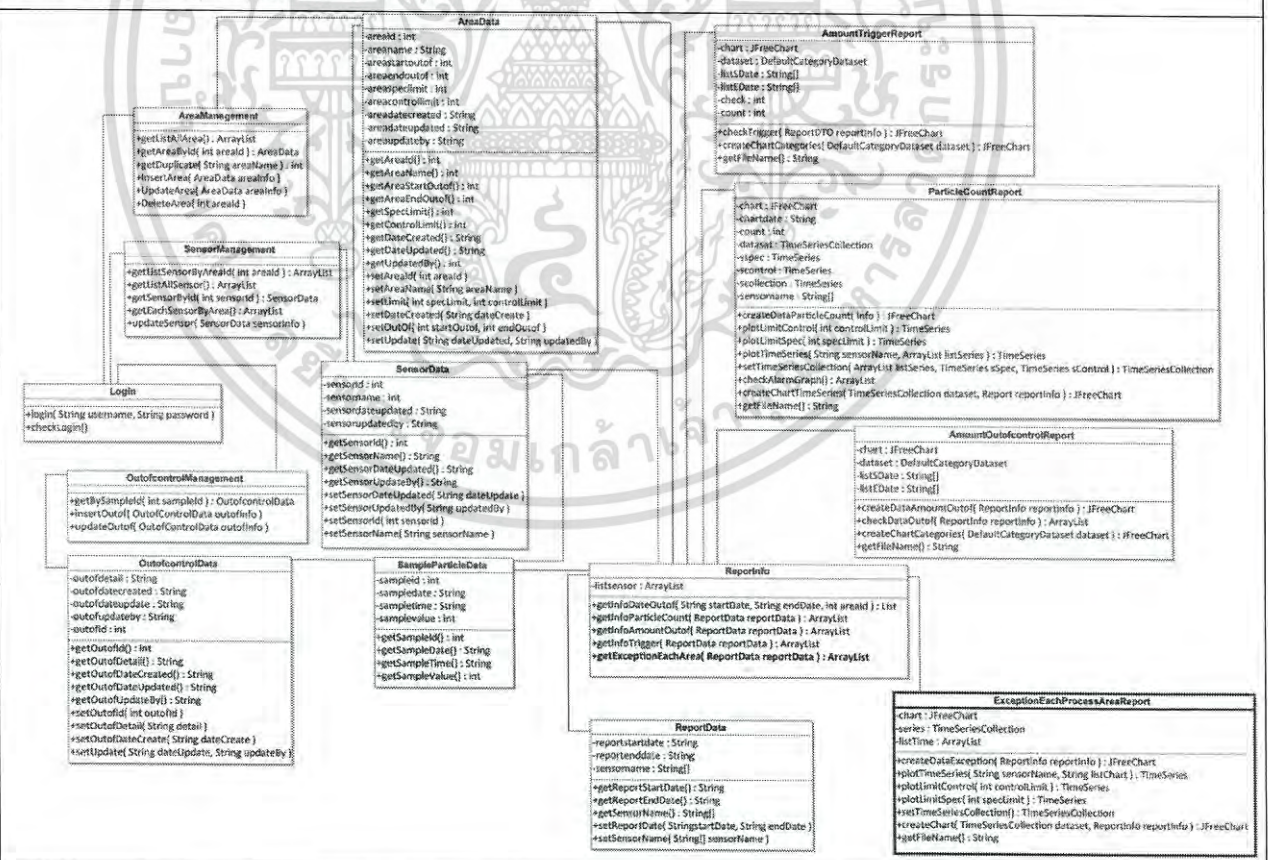 AreaData
-areaid : int
-areaname : String
-areastartoutof : int
-areaendoutof : int
-areaspeclimit : int
-areacontrollimit : int
-areadatecreated : String
-areadateupdated : String
-areaupdateby : String
+getAreaId() : int
+getAreaName() : String
+getAreaStartOutof() : int
+getAreaEndOutof() : int
+getSpecLimit() : int
+getControlLimit() : int
+getDateCreated() : String
+getDateUpdated() : String
+getUpdatedBy() : String
+setAreaId( int areaId )
+setAreaName( String areaName )
+setLimit( int specLimit, int controlLimit )
+setDateCreated( String dateCreate )
+setOutOf( int startOutof, int endOutof )
+setUpdate( String dateUpdated, String updatedBy )
AmountTriggerReport
-chart : JFreeChart
-dataset : DefaultCategoryDataset
-listSDate : String[]
-listEDate : String[]
-check : int
-count : int
+checkTrigger( ReportDTO reportInfo ) : JFreeChart
+createChartCategories( DefaultCategoryDataset dataset ) : JFreeChart
+getFileName() : String
AreaManagement
+getListAllArea() : ArrayList
+getAreaById( int areaId ) : AreaData
+getDuplicate( String areaName ) : int
+InsertArea( AreaData areaInfo )
+UpdateArea( AreaData areaInfo )
+DeleteArea( int areaId )
ParticleCountReport
-chart : JFreeChart
-chartdate : String
-count : int
-dataset : TimeSeriesCollection
-sspec : TimeSeries
-scontrol : TimeSeries
-scollection : TimeSeries
-sensorname : String[]
+createDataParticleCount( Info ) : JFreeChart
+plotLimitControl( int controlLimit ) : TimeSeries
+plotLimitSpec( int specLimit ) : TimeSeries
+plotTimeSeries( String sensorName, ArrayList listSeries ) : TimeSeries
+setTimeSeriesCollection( ArrayList listSeries, TimeSeries sSpec, TimeSeries sControl ) : TimeSeriesCollection
+checkAlarmGraph() : ArrayList
+createChartTimeSeries( TimeSeriesCollection dataset, Report reportInfo ) : JFreeChart
+getFileName() : String
SensorManagement
+getListSensorByAreaId( int areaId ) : ArrayList
+getListAllSensor() : ArrayList
+getSensorById( int sensorId ) : SensorData
+getEachSensorByArea() : ArrayList
+updateSensor( SensorData sensorInfo )
Login
+login( String username, String password )
+checkLogin()
SensorData
-sensorid : int
-sensorname : int
-sensordateupdated : String
-sensorupdatedby : String
+getSensorId() : int
+getSensorName() : String
+getSensorDateUpdated() : String
+getSensorUpdateBy() : String
+setSensorDateUpdated( String dateUpdate )
+setSensorUpdatedBy( String updatedBy )
+setSensorId( int sensorId )
+setSensorName( String sensorName )
AmountOutofcontrolReport
-chart : JFreeChart
-dataset : DefaultCategoryDataset
-listSDate : String[]
-listEDate : String[]
+createDataAmountOutof( ReportInfo reportInfo ) : JFreeChart
+checkDataOutof( ReportInfo reportInfo ) : ArrayList
+createChartCategories( DefaultCategoryDataset dataset ) : JFreeChart
+getFileName() : String
OutofcontrolManagement
+getBySampleId( int sampleId ) : OutofcontrolData
+insertOutof( OutOfControlData outofInfo )
+updateOutof( OutOfControlData outofInfo )
OutofcontrolData
-outofdetail : String
-outofdatecreated : String
-outofdateupdate : String
-outofupdateby : String
-outofid : int
+getOutofId() : int
+getOutofDetail() : String
+getOutofDateCreated() : String
+getOutofDateUpdated() : String
+getOutofUpdateBy() : String
+setOutofId( int outofId )
+setOutofDetail( String detail )
+setOutofDateCreate( String dateCreate )
+setUpdate( String dateUpdate, String updateBy )
SampleParticleData
-sampleid : int
-sampledate : String
-sampletime : String
-samplevalue : int
+getSampleId() : int
+getSampleDate() : String
+getSampleTime() : String
+getSampleValue() : int
ReportInfo
-listsensor : ArrayList
+getInfoDateOutof( String startDate, String endDate, int areaId ) : List
+getInfoParticleCount( ReportData reportData ) : ArrayList
+getInfoAmountOutof( ReportData reportData ) : ArrayList
+getInfoTrigger( ReportData reportData ) : ArrayList
+getExceptionEachArea( ReportData reportData ) : ArrayList
ReportData
-reportstartdate : String
-reportenddate : String
-sensorname : String[]
+getReportStartDate() : String
+getReportEndDate() : String
+getSensorName() : String[]
+setReportDate( StringstartDate, String endDate )
+setSensorName( String[] sensorName )
ExceptionEachProcessAreaReport
-chart : JFreeChart
-series : TimeSeriesCollection
-listTime : ArrayList
+createDataException( ReportInfo reportInfo ) : JFreeChart
+plotTimeSeries( String sensorName, String listChart ) : TimeSeries
+plotLimitControl( int controlLimit ) : TimeSeries
+plotLimitSpec( int specLimit ) : TimeSeries
+setTimeSeriesCollection() : TimeSeriesCollection
+createChart( TimeSeriesCollection dataset, ReportInfo reportInfo ) : JFreeChart
+getFileName() : String